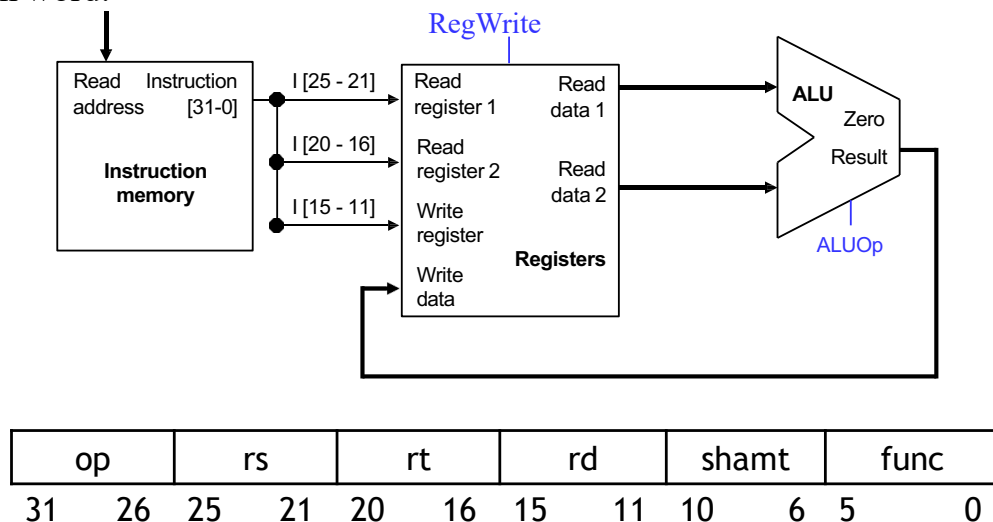 RegWrite
Read address
Instruction [31-0]
Instruction memory
I [25 - 21]
I [20 - 16]
I [15 - 11]
Read register 1
Read register 2
Write register
Write data
Read data 1
Read data 2
Registers
ALU
Zero
Result
ALUOp
op rs rt rd shamt func
31 26 25 21 20 16 15 11 10 6 5 0